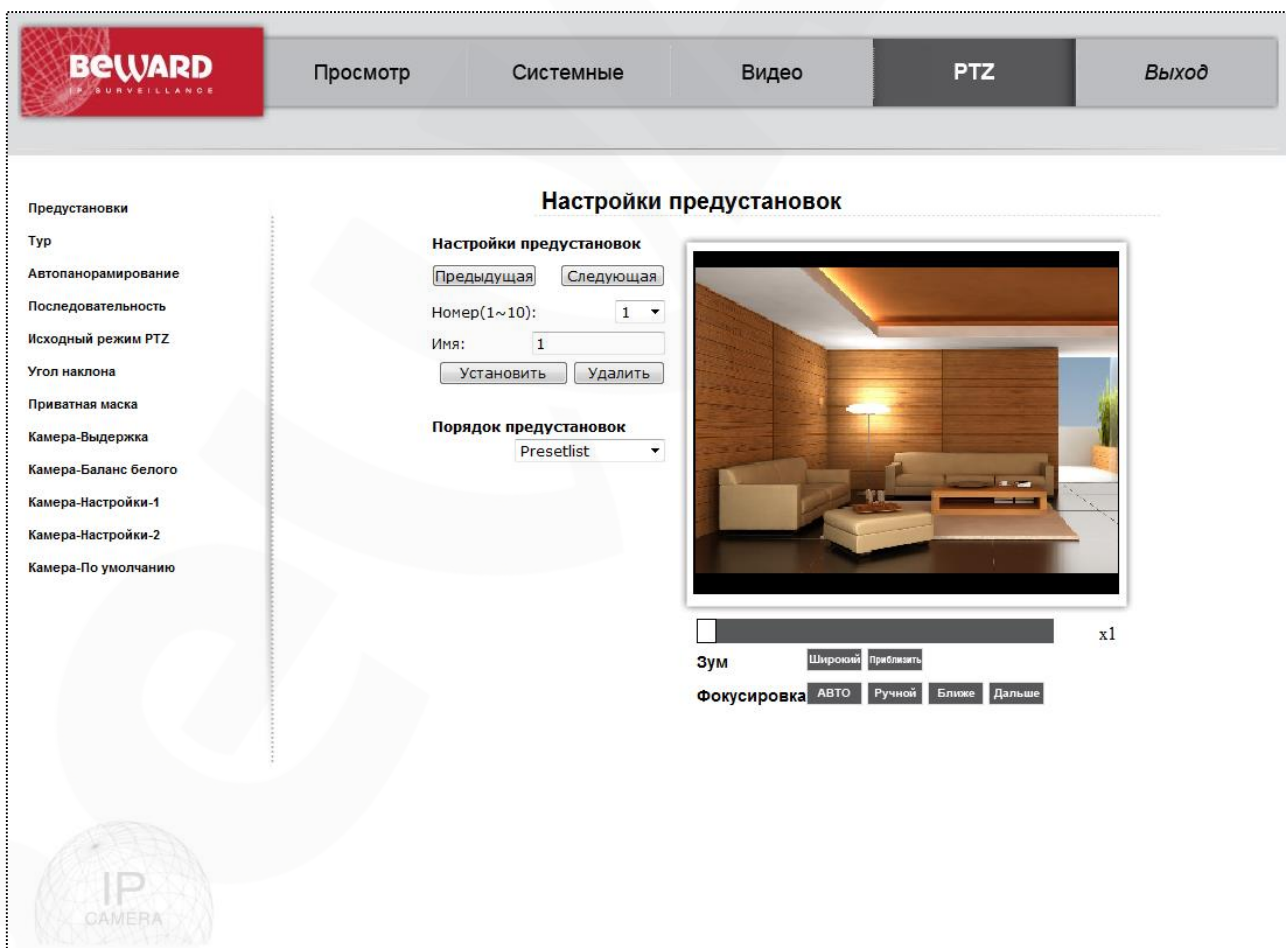 BEWARD
IP SURVEILLANCE
Просмотр
Системные
Видео
PTZ
Выход
Предустановки
Тур
Автопанорамирование
Последовательность
Исходный режим PTZ
Угол наклона
Приватная маска
Камера-Выдержка
Камера-Баланс белого
Камера-Настройки-1
Камера-Настройки-2
Камера-По умолчанию
Настройки предустановок
Настройки предустановок
Предыдущая Следующая
Номер(1~10): 1
Имя: 1
Установить Удалить
Порядок предустановок
Presetlist
x1
Зум Широкий Приблизить
Фокусировка АВТО Ручной Ближе Дальше
IP
CAMERA